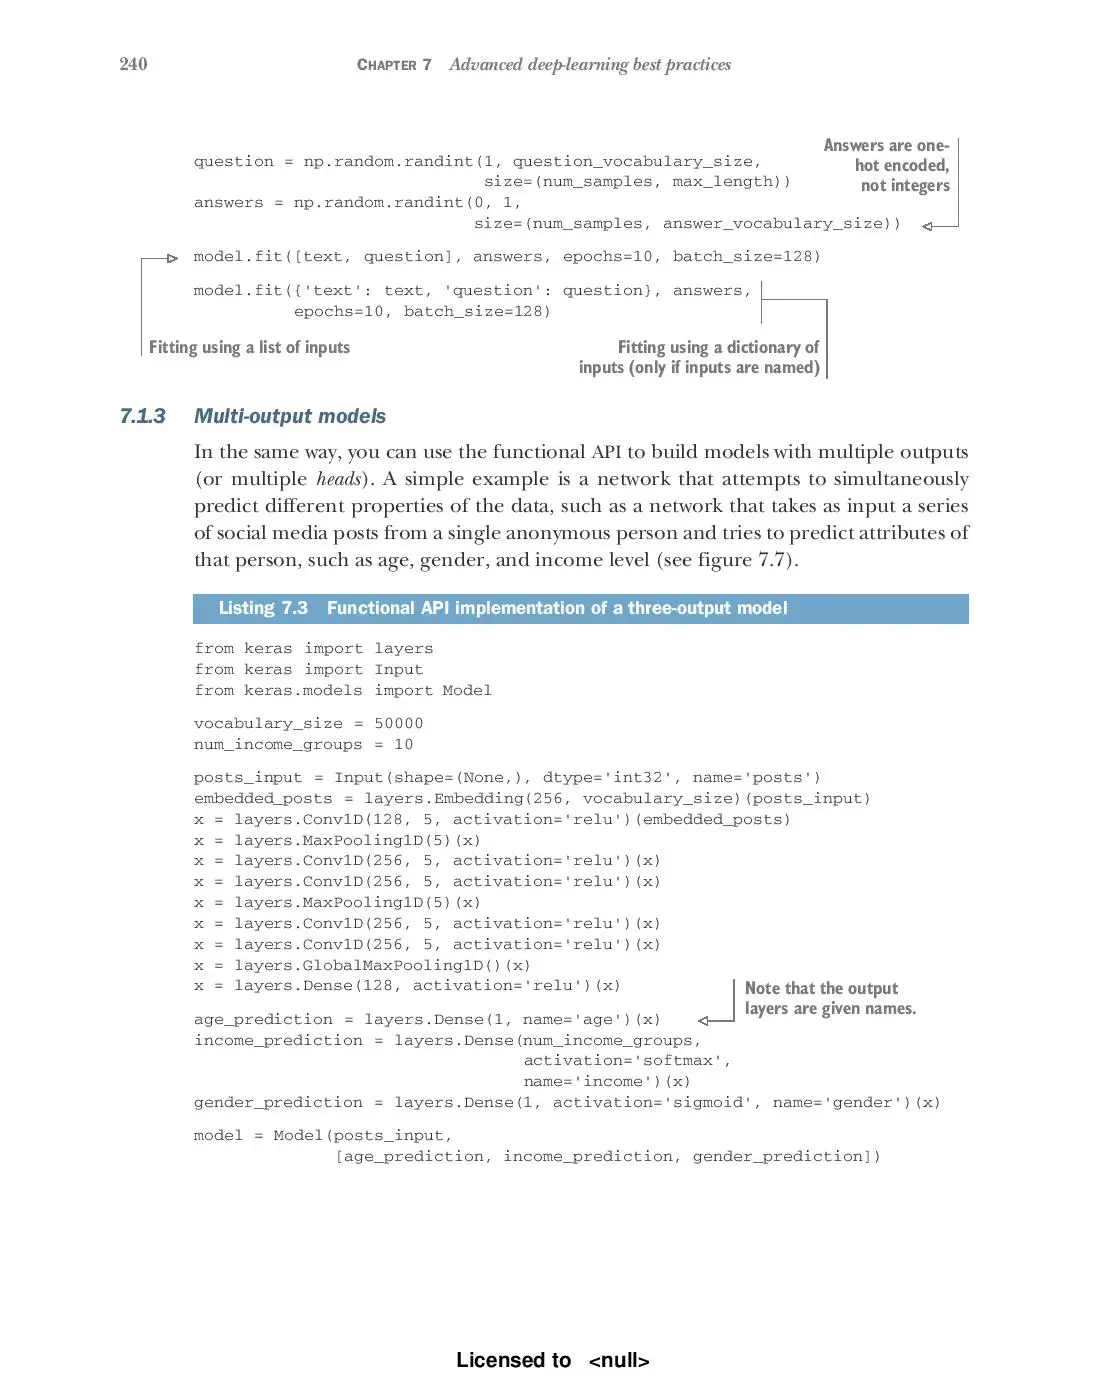 240 CHAPTER 7 Advanced deep-learning best practices
Answers are one-
hot encoded,
not integers
question = np.random.randint(1, question_vocabulary_size,
size=(num_samples, max_length))
answers = np.random.randint(0, 1,
size=(num_samples, answer_vocabulary_size))
model.fit([text, question], answers, epochs=10, batch_size=128)
model.fit({'text': text, 'question': question}, answers,
epochs=10, batch_size=128)
Fitting using a list of inputs
Fitting using a dictionary of
inputs (only if inputs are named)
7.1.3 Multi-output models
In the same way, you can use the functional API to build models with multiple outputs
(or multiple heads). A simple example is a network that attempts to simultaneously
predict different properties of the data, such as a network that takes as input a series
of social media posts from a single anonymous person and tries to predict attributes of
that person, such as age, gender, and income level (see figure 7.7).
Listing 7.3 Functional API implementation of a three-output model
from keras import layers
from keras import Input
from keras.models import Model
vocabulary_size = 50000
num_income_groups = 10
posts_input = Input(shape=(None,), dtype='int32', name='posts')
embedded_posts = layers.Embedding(256, vocabulary_size)(posts_input)
x = layers.Conv1D(128, 5, activation='relu')(embedded_posts)
x = layers.MaxPooling1D(5)(x)
x = layers.Conv1D(256, 5, activation='relu')(x)
x = layers.Conv1D(256, 5, activation='relu')(x)
x = layers.MaxPooling1D(5)(x)
x = layers.Conv1D(256, 5, activation='relu')(x)
x = layers.Conv1D(256, 5, activation='relu')(x)
x = layers.GlobalMaxPooling1D()(x)
x = layers.Dense(128, activation='relu')(x)
Note that the output
layers are given names.
age_prediction = layers.Dense(1, name='age')(x)
income_prediction = layers.Dense(num_income_groups,
activation='softmax',
name='income')(x)
gender_prediction = layers.Dense(1, activation='sigmoid', name='gender')(x)
model = Model(posts_input,
[age_prediction, income_prediction, gender_prediction])
Licensed to <null>